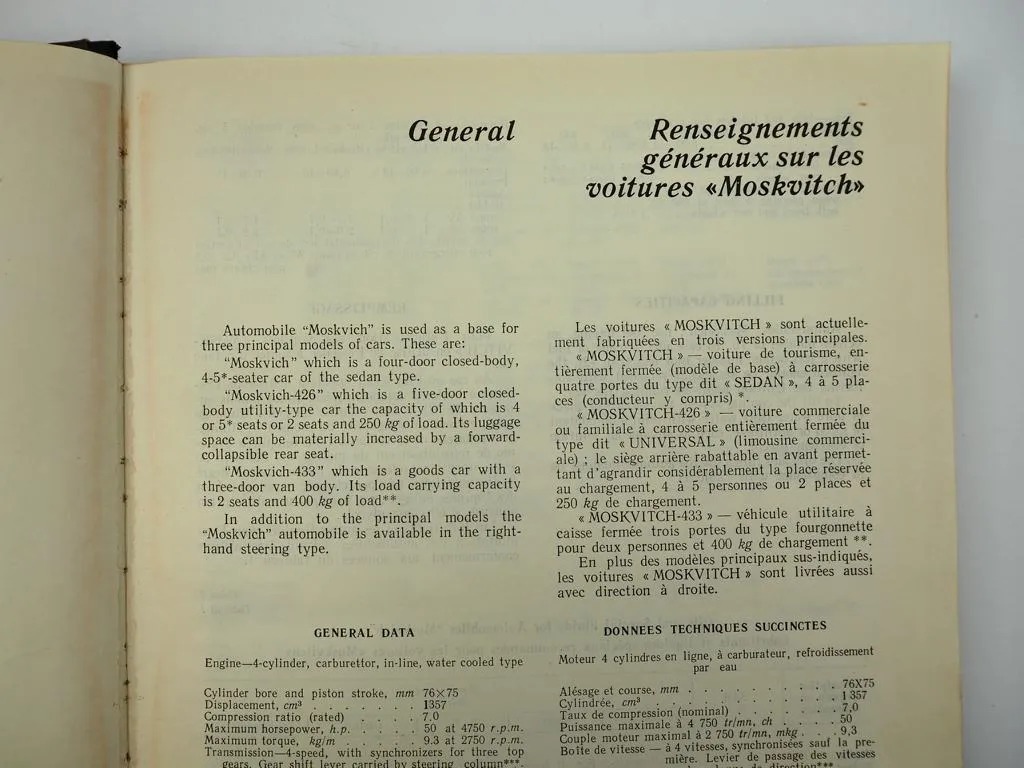 General
Automobile “Moskvich” is used as a base for
three principal models of cars. These are:
“Moskvich” which is a four-door closed-body,
4-5*-seater car of the sedan type.
“Moskvich-426” which is a five-door closed-
body utility-type car the capacity of which is 4
or 5* seats or 2 seats and 250 kg of load. Its luggage
space can be materially increased by a forward-
collapsible rear seat.
“Moskvich-433” which is a goods car with a
three-door van body. Its load carrying capacity
is 2 seats and 400 kg of load**.
In addition to the principal models the
“Moskvich” automobile is available in the right-
hand steering type.
GENERAL DATA
Engine—4-cylinder, carburettor, in-line, water cooled type
Cylinder bore and piston stroke, mm 76×75
Displacement, cm³ . . . . . . . 1357
Compression ratio (rated) . . . . 7.0
Maximum horsepower, h.p. . . . . 50 at 4750 r.p.m.
Maximum torque, kg/m . . . . . 9.3 at 2750 r.p.m.
Transmission—4-speed, with synchronizers for three top
gears. Gear shift lever carried by steering column***.
Renseignements
généraux sur les
voitures «Moskvitch»
Les voitures « MOSKVITCH » sont actuelle-
ment fabriquées en trois versions principales.
« MOSKVITCH » — voiture de tourisme, en-
tièrement fermée (modèle de base) à carrosserie
quatre portes du type dit « SEDAN », 4 à 5 pla-
ces (conducteur y compris) *.
« MOSKVITCH-426 » — voiture commerciale
ou familiale à carrosserie entièrement fermée du
type dit « UNIVERSAL » (limousine commerci-
ale) ; le siège arrière rabattable en avant permet-
tant d’agrandir considérablement la place réservée
au chargement, 4 à 5 personnes ou 2 places et
250 kg de chargement.
« MOSKVITCH-433 » — véhicule utilitaire à
caisse fermée trois portes du type fourgonnette
pour deux personnes et 400 kg de chargement **.
En plus des modèles principaux sus-indiqués,
les voitures « MOSKVITCH » sont livrées aussi
avec direction à droite.
DONNEES TECHNIQUES SUCCINCTES
Moteur 4 cylindres en ligne, à carburateur, refroidissement
par eau
Alésage et course, mm . . . . . . . . . 76X75
Cylindrée, cm³ . . . . . . . . . . . 1 357
Taux de compression (nominal) . . . . . . . 7,0
Puissance maximale à 4 750 tr/mn, ch . . . . . 50
Couple moteur maximal à 2 750 tr/mn, mkg . . . 9,3
Boîte de vitesse — à 4 vitesses, synchronisées sauf la pre-
mière. Levier de passage des vitesses
de direction***